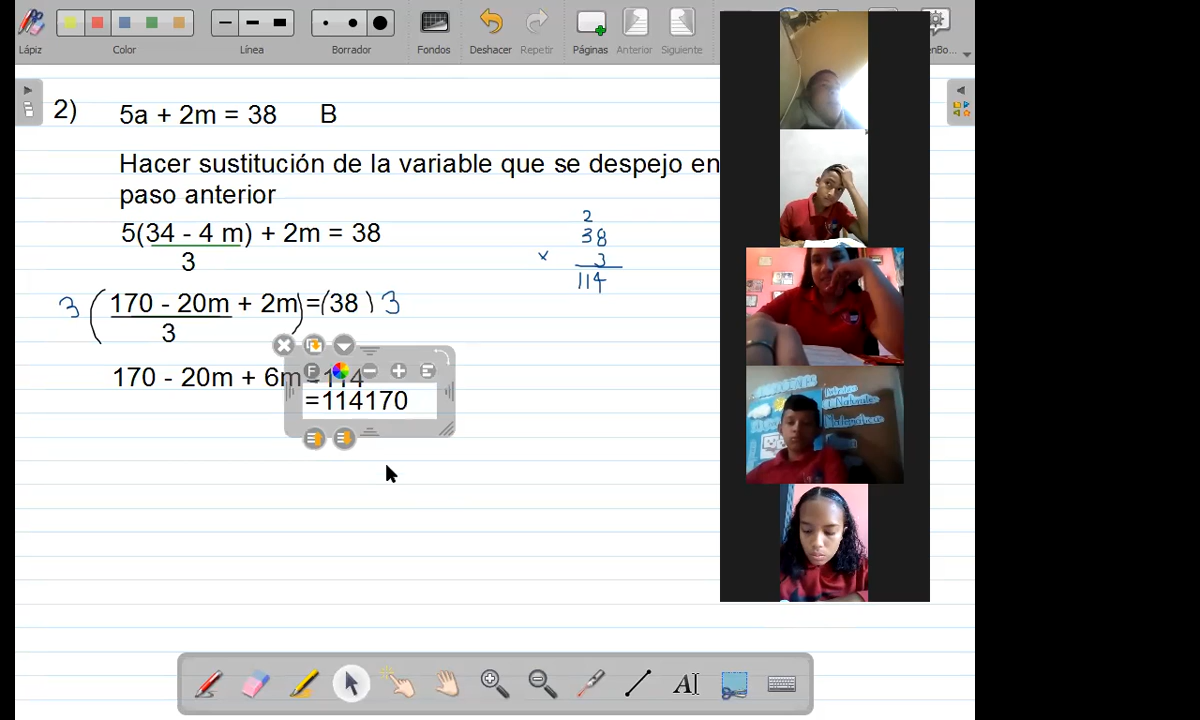 Lápiz Color Línea Borrador Fondos Deshacer Repetir Páginas Anterior Siguiente
2) 5a + 2m = 38 B
Hacer sustitución de la variable que se despejo en
paso anterior
5(34 - 4 m) + 2m = 38
3
2
38
× 3
114
3 ( 170 - 20m + 2m ) = ( 38 ) 3
3
170 - 20m + 6m = 114
=114170